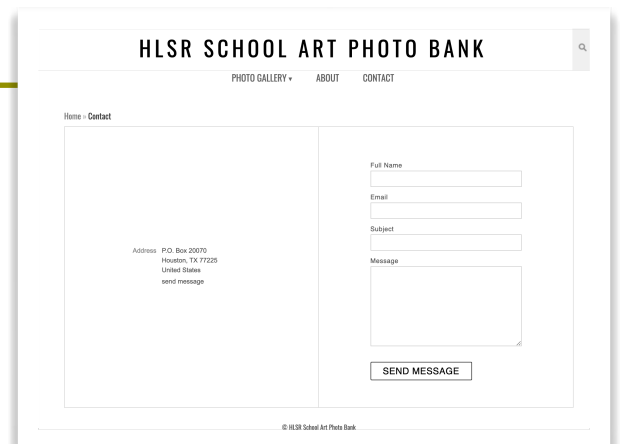 HLSR SCHOOL ART PHOTO BANK
PHOTO GALLERY ▾ ABOUT CONTACT
Home » Contact
Address P.O. Box 20070
Houston, TX 77225
United States
send message
Full Name
Email
Subject
Message
SEND MESSAGE
© HLSR School Art Photo Bank